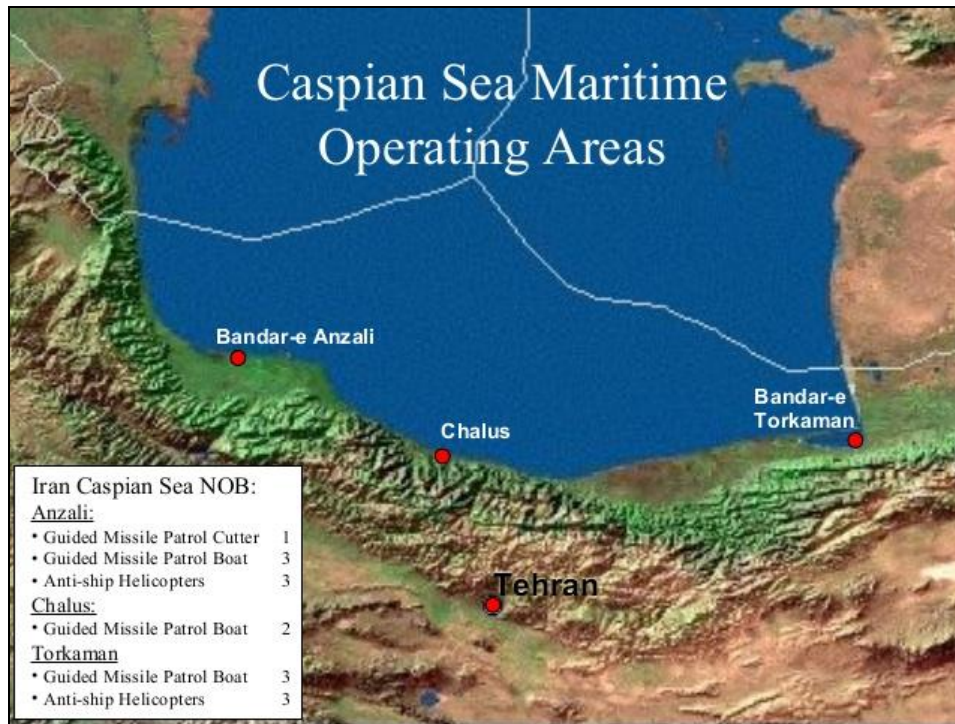 Caspian Sea Maritime
Operating Areas
Bandar-e Anzali
Bandar-e
Torkaman
Chalus
Tehran
Iran Caspian Sea NOB:
Anzali:
• Guided Missile Patrol Cutter 1
• Guided Missile Patrol Boat 3
• Anti-ship Helicopters 3
Chalus:
• Guided Missile Patrol Boat 2
Torkaman
• Guided Missile Patrol Boat 3
• Anti-ship Helicopters 3